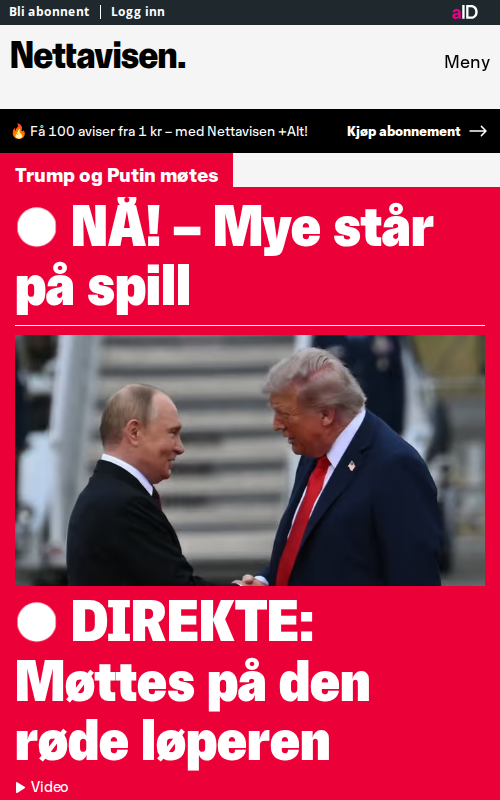 Bli abonnent | Logg inn
aID
Nettavisen.
Meny
🔥 Få 100 aviser fra 1 kr – med Nettavisen +Alt!
Kjøp abonnement →
Trump og Putin møtes
NÅ! – Mye står
på spill
DIREKTE:
Møttes på den
røde løperen
Video